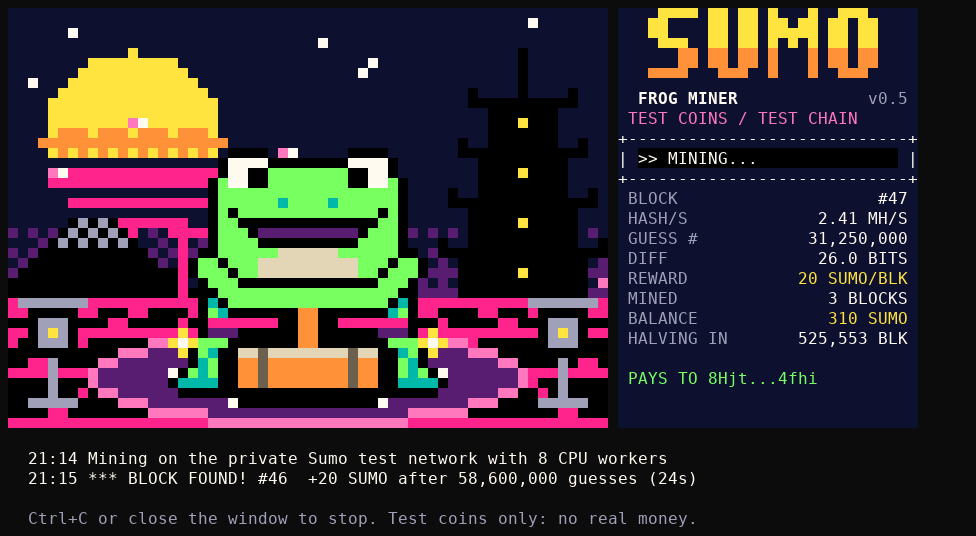 SUMO
FROG MINER v0.5
TEST COINS / TEST CHAIN
+----------------------------+
| >> MINING... |
+----------------------------+
BLOCK #47
HASH/S 2.41 MH/S
GUESS # 31,250,000
DIFF 26.0 BITS
REWARD 20 SUMO/BLK
MINED 3 BLOCKS
BALANCE 310 SUMO
HALVING IN 525,553 BLK
PAYS TO 8Hjt...4fhi
21:14 Mining on the private Sumo test network with 8 CPU workers
21:15 *** BLOCK FOUND! #46  +20 SUMO after 58,600,000 guesses (24s)
Ctrl+C or close the window to stop. Test coins only: no real money.